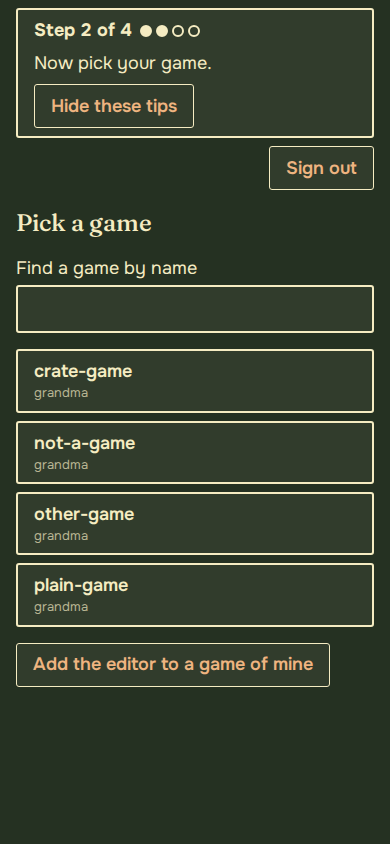 Step 2 of 4
Now pick your game.
Hide these tips
Sign out
Pick a game
Find a game by name
crate-game
grandma
not-a-game
grandma
other-game
grandma
plain-game
grandma
Add the editor to a game of mine